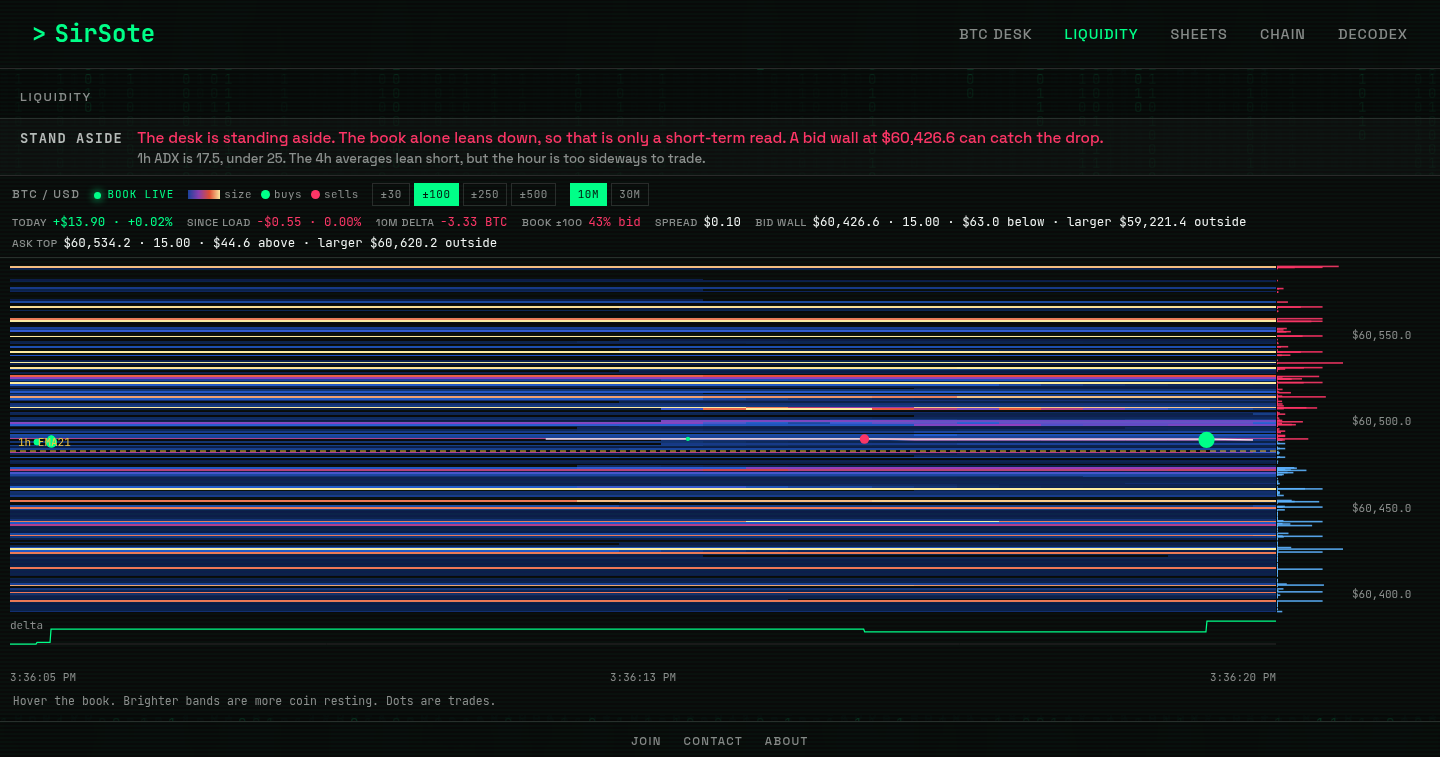 > SirSote
BTC DESK LIQUIDITY SHEETS CHAIN DECODEX
LIQUIDITY
STAND ASIDE The desk is standing aside. The book alone leans down, so that is only a short-term read. A bid wall at $60,426.6 can catch the drop.
1h ADX is 17.5, under 25. The 4h averages lean short, but the hour is too sideways to trade.
BTC / USD BOOK LIVE size buys sells ±30 ±100 ±250 ±500 10M 30M
TODAY +$13.90 · +0.02% SINCE LOAD -$0.55 · 0.00% 10M DELTA -3.33 BTC BOOK ±100 43% bid SPREAD $0.10 BID WALL $60,426.6 · 15.00 · $63.0 below · larger $59,221.4 outside
ASK TOP $60,534.2 · 15.00 · $44.6 above · larger $60,620.2 outside
$60,550.0
$60,500.0
1h EMA21
$60,450.0
$60,400.0
delta
3:36:05 PM 3:36:13 PM 3:36:20 PM
Hover the book. Brighter bands are more coin resting. Dots are trades.
JOIN CONTACT ABOUT